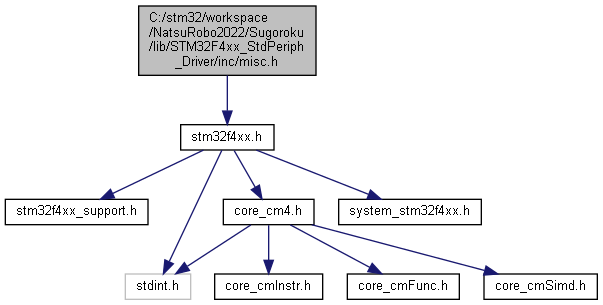 C:/stm32/workspace
/NatsuRobo2022/Sugoroku
/lib/STM32F4xx_StdPeriph
_Driver/inc/misc.h
stm32f4xx.h
stm32f4xx_support.h
core_cm4.h
system_stm32f4xx.h
stdint.h
core_cmInstr.h
core_cmFunc.h
core_cmSimd.h